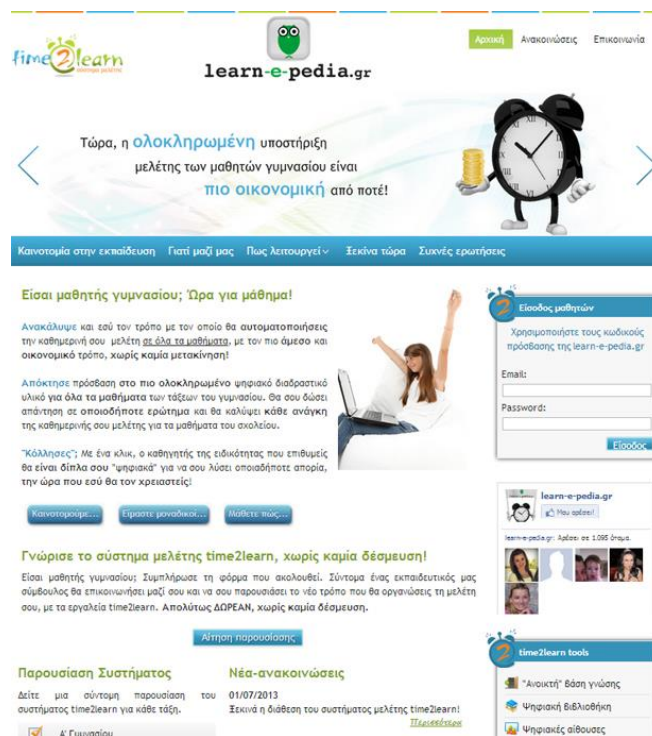 time2learn
σύστημα μελέτης
learn-e-pedia.gr
Αρχική Ανακοινώσεις Επικοινωνία
Τώρα, η ολοκληρωμένη υποστήριξη
μελέτης των μαθητών γυμνασίου είναι
πιο οικονομική από ποτέ!
Καινοτομία στην εκπαίδευση Γιατί μαζί μας Πως λειτουργεί Ξεκίνα τώρα Συχνές ερωτήσεις
Είσαι μαθητής γυμνασίου; Ώρα για μάθημα!
Ανακάλυψε και εσύ τον τρόπο με τον οποίο θα αυτοματοποιήσεις
την καθημερινή σου μελέτη σε όλα τα μαθήματα, με τον πιο άμεσο και
οικονομικό τρόπο, χωρίς καμία μετακίνηση!
Απόκτησε πρόσβαση στο πιο ολοκληρωμένο ψηφιακό διαδραστικό
υλικό για όλα τα μαθήματα των τάξεων του γυμνασίου. Θα σου δώσει
απάντηση σε οποιοδήποτε ερώτημα και θα καλύψει κάθε ανάγκη
της καθημερινής σου μελέτης για τα μαθήματα του σχολείου.
"Κόλλησες"; Με ένα κλικ, ο καθηγητής της ειδικότητας που επιθυμείς
θα είναι δίπλα σου "ψηφιακά" για να σου λύσει οποιαδήποτε απορία,
την ώρα που εσύ θα τον χρειαστείς!
Καινοτομούμε... Είμαστε μοναδικοί... Μάθετε πώς...
Γνώρισε το σύστημα μελέτης time2learn, χωρίς καμία δέσμευση!
Είσαι μαθητής γυμνασίου; Συμπλήρωσε τη φόρμα που ακολουθεί. Σύντομα ένας εκπαιδευτικός μας
σύμβουλος θα επικοινωνήσει μαζί σου και να σου παρουσιάσει το νέο τρόπο που θα οργανώσεις τη μελέτη
σου, με τα εργαλεία time2learn. Απολύτως ΔΩΡΕΑΝ, χωρίς καμία δέσμευση.
Αίτηση παρουσίασης
Παρουσίαση Συστήματος
Δείτε μια σύντομη παρουσίαση του
συστήματος time2learn για κάθε τάξη.
Α' Γυμνασίου
Νέα-ανακοινώσεις
01/07/2013
Ξεκινά η διάθεση του συστήματος μελέτης time2learn!
Περισσότερα
Είσοδος μαθητών
Χρησιμοποιήστε τους κωδικούς
πρόσβασης της learn-e-pedia.gr
Email:
Password:
Είσοδος
learn-e-pedia.gr
Μου αρέσει!
learn-e-pedia.gr: Αρέσει σε 1.095 άτομα.
time2learn tools
"Ανοικτή" βάση γνώσης
Ψηφιακή βιβλιοθήκη
Ψηφιακές αίθουσες